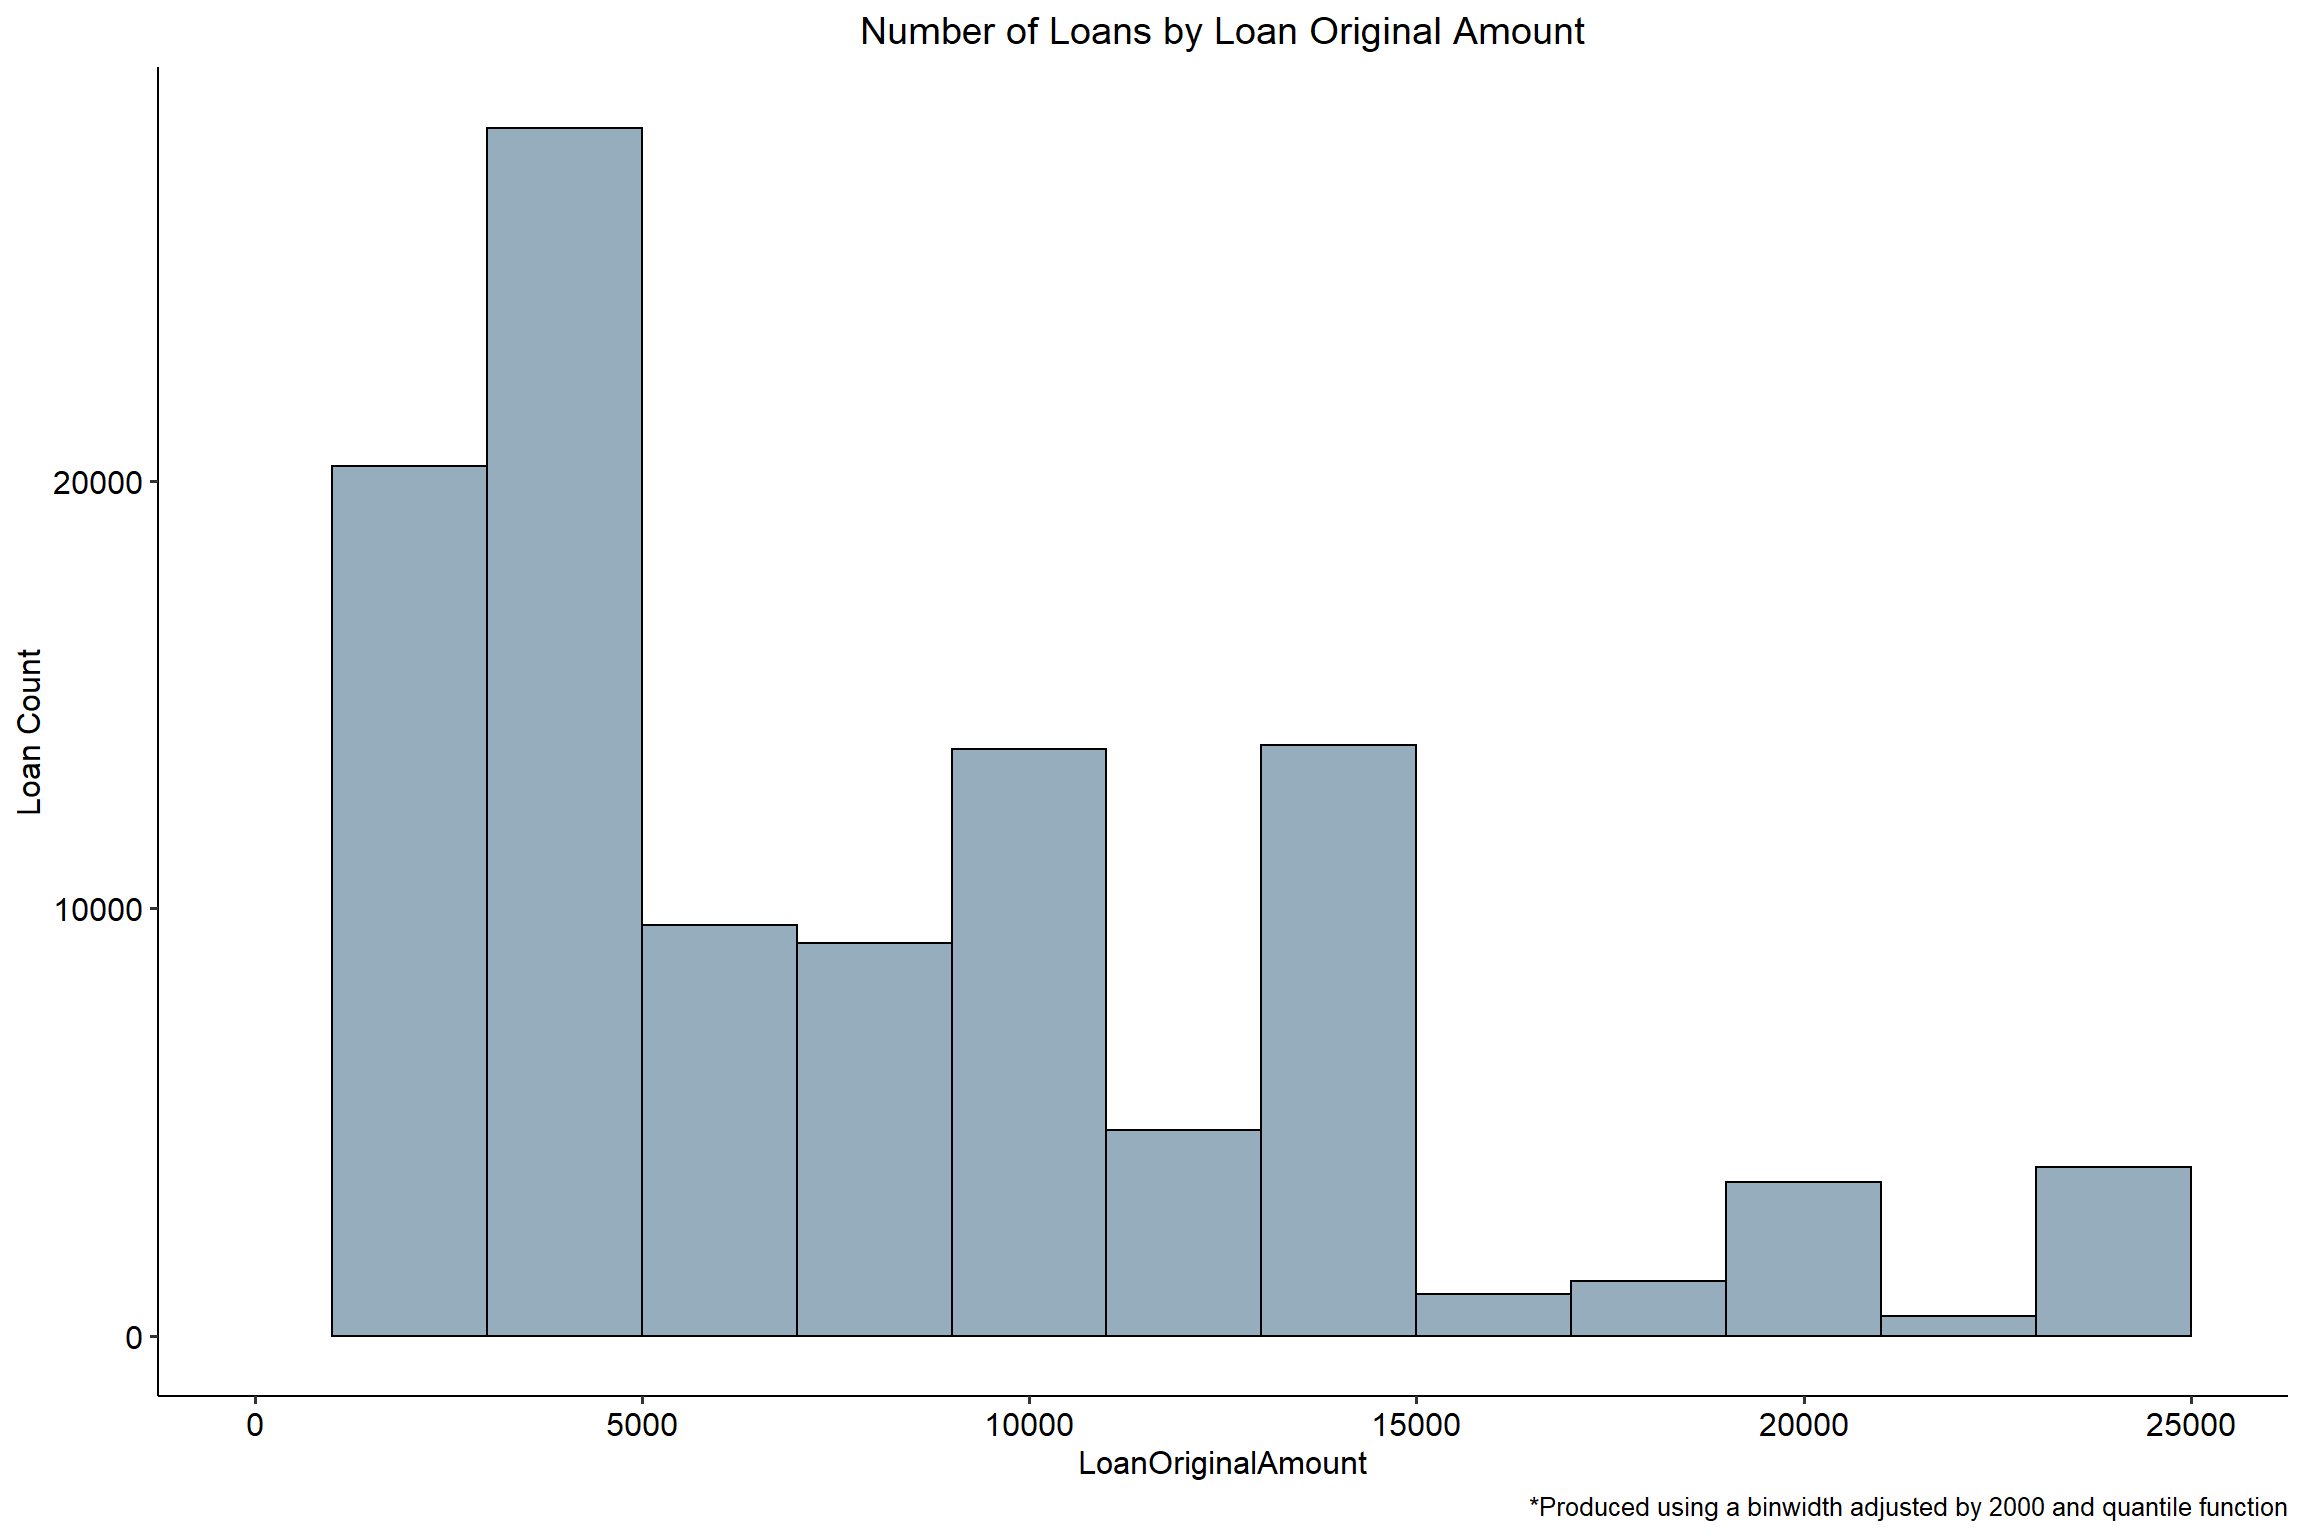 Number of Loans by Loan Original Amount
Loan Count
20000
10000
0
0 5000 10000 15000 20000 25000
LoanOriginalAmount
*Produced using a binwidth adjusted by 2000 and quantile function